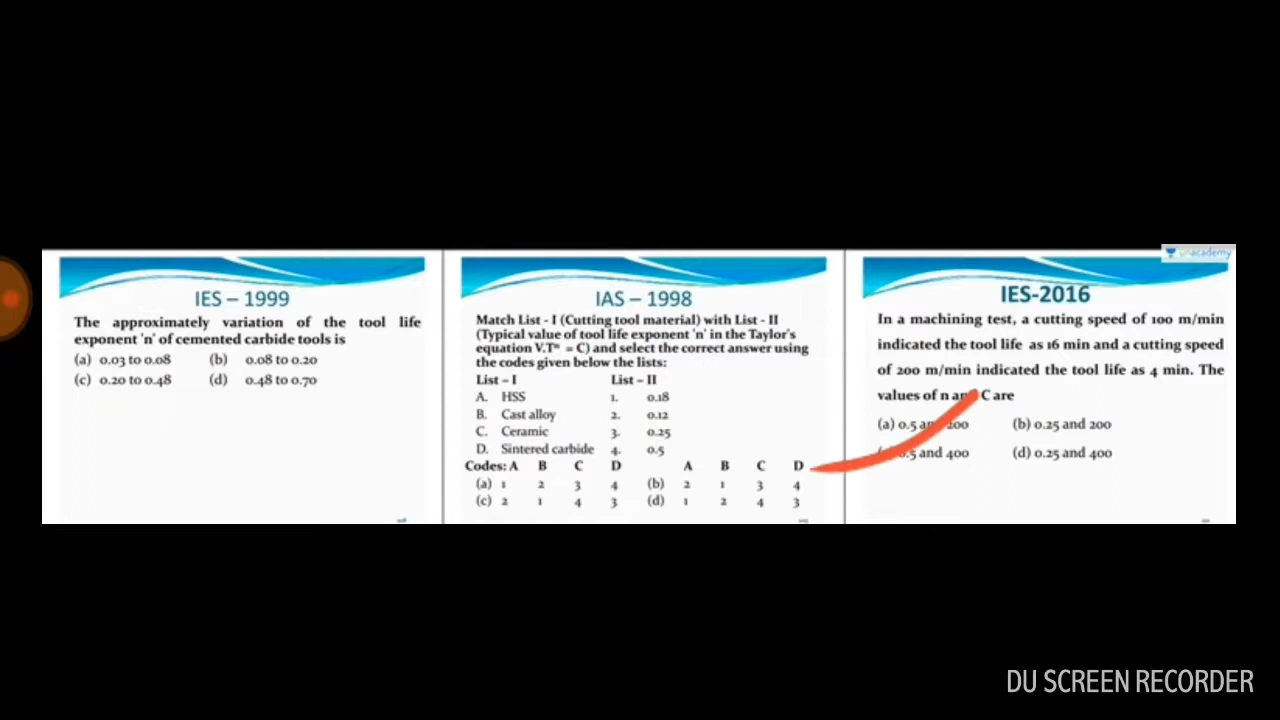 IES – 1999
The approximately variation of the tool life
exponent 'n' of cemented carbide tools is
(a) 0.03 to 0.08 (b) 0.08 to 0.20
(c) 0.20 to 0.48 (d) 0.48 to 0.70
IAS – 1998
Match List - I (Cutting tool material) with List - II
(Typical value of tool life exponent 'n' in the Taylor's
equation V.Tⁿ = C) and select the correct answer using
the codes given below the lists:
List – I List – II
A. HSS 1. 0.18
B. Cast alloy 2. 0.12
C. Ceramic 3. 0.25
D. Sintered carbide 4. 0.5
Codes: A B C D A B C D
(a) 1 2 3 4 (b) 2 1 3 4
(c) 2 1 4 3 (d) 1 2 4 3
academy
IES-2016
In a machining test, a cutting speed of 100 m/min
indicated the tool life as 16 min and a cutting speed
of 200 m/min indicated the tool life as 4 min. The
values of n and C are
(a) 0.5 and 200 (b) 0.25 and 200
0.5 and 400 (d) 0.25 and 400
DU SCREEN RECORDER